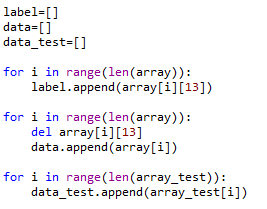 label=[]
data=[]
data_test=[]
for i in range(len(array)):
    label.append(array[i][13])
for i in range(len(array)):
    del array[i][13]
    data.append(array[i])
for i in range(len(array_test)):
    data_test.append(array_test[i])